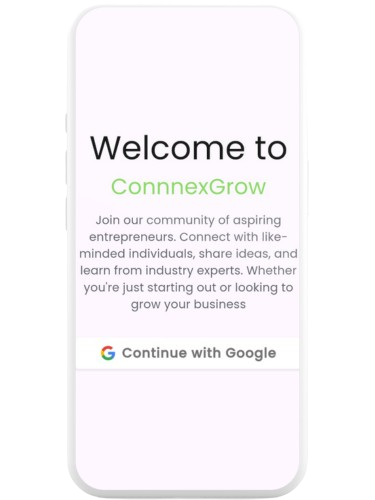 Welcome to
ConnnexGrow
Join our community of aspiring
entrepreneurs. Connect with like-
minded individuals, share ideas, and
learn from industry experts. Whether
you're just starting out or looking to
grow your business
Continue with Google